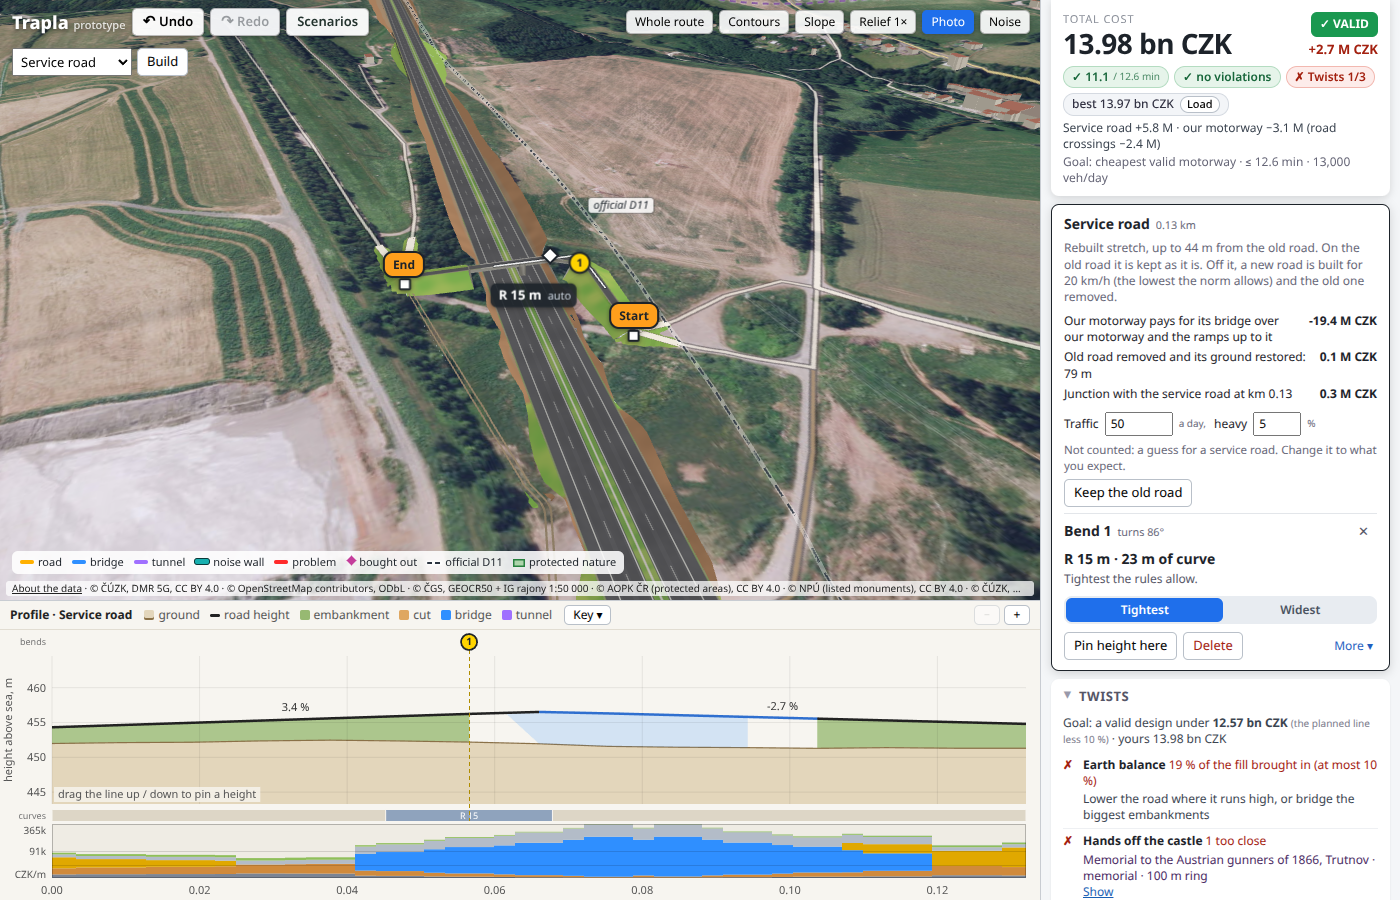 Trapla prototype
↶ Undo
↷ Redo
Scenarios
Whole route
Contours
Slope
Relief 1×
Photo
Noise
Service road
Build
official D11
End
1
R 15 m auto
Start
road
bridge
tunnel
noise wall
problem
bought out
official D11
protected nature
About the data · © ČÚZK, DMR 5G, CC BY 4.0 · © OpenStreetMap contributors, ODbL · © ČGS, GEOCR50 + IG rajony 1:50 000 · © AOPK ČR (protected areas), CC BY 4.0 · © NPÚ (listed monuments), CC BY 4.0 · © ČÚZK, ...
Profile · Service road
ground
road height
embankment
cut
bridge
tunnel
Key ▾
−
+
bends
1
height above sea, m
460
455
450
445
3.4 %
-2.7 %
drag the line up / down to pin a height
curves
R 15
365k
91k
CZK/m
0.00
0.02
0.04
0.06
0.08
0.10
0.12
TOTAL COST
✓ VALID
13.98 bn CZK
+2.7 M CZK
✓ 11.1 / 12.6 min
✓ no violations
✗ Twists 1/3
best 13.97 bn CZK
Load
Service road +5.8 M · our motorway −3.1 M (road
crossings −2.4 M)
Goal: cheapest valid motorway · ≤ 12.6 min · 13,000
veh/day
Service road 0.13 km
Rebuilt stretch, up to 44 m from the old road. On the
old road it is kept as it is. Off it, a new road is built for
20 km/h (the lowest the norm allows) and the old one
removed.
Our motorway pays for its bridge over
our motorway and the ramps up to it
-19.4 M CZK
Old road removed and its ground restored:
79 m
0.1 M CZK
Junction with the service road at km 0.13
0.3 M CZK
Traffic 50 a day, heavy 5 %
Not counted: a guess for a service road. Change it to what
you expect.
Keep the old road
Bend 1 turns 86°
✕
R 15 m · 23 m of curve
Tightest the rules allow.
Tightest
Widest
Pin height here
Delete
More ▾
▼ TWISTS
Goal: a valid design under 12.57 bn CZK (the planned line
less 10 %) · yours 13.98 bn CZK
✗ Earth balance 19 % of the fill brought in (at most 10
%)
Lower the road where it runs high, or bridge the
biggest embankments
✗ Hands off the castle 1 too close
Memorial to the Austrian gunners of 1866, Trutnov ·
memorial · 100 m ring
Show